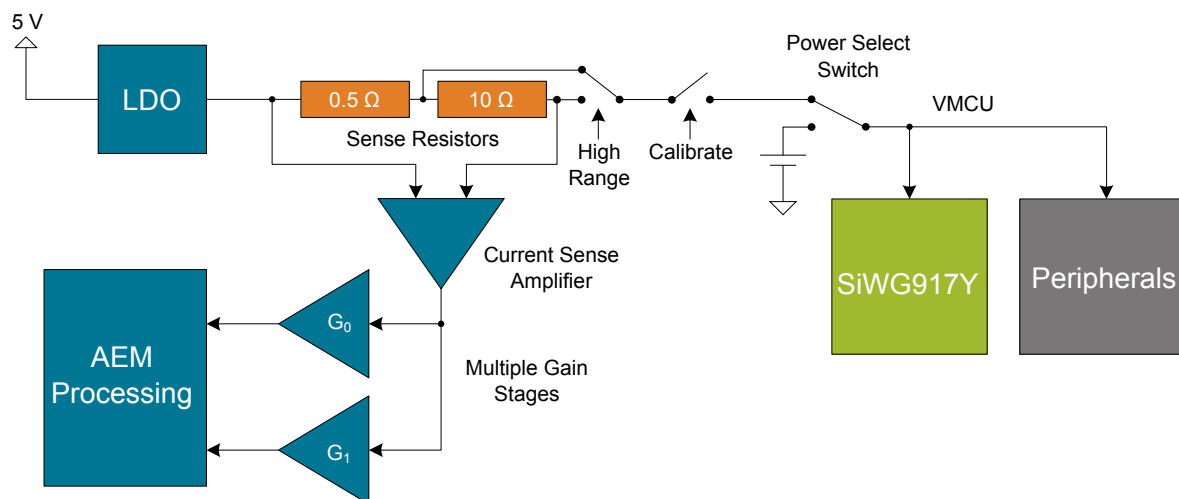 5 V
LDO
0.5 Ω
10 Ω
Sense Resistors
High
Range
Calibrate
Power Select
Switch
VMCU
Current Sense
Amplifier
SiWG917Y
Peripherals
AEM
Processing
G0
Multiple Gain
Stages
G1